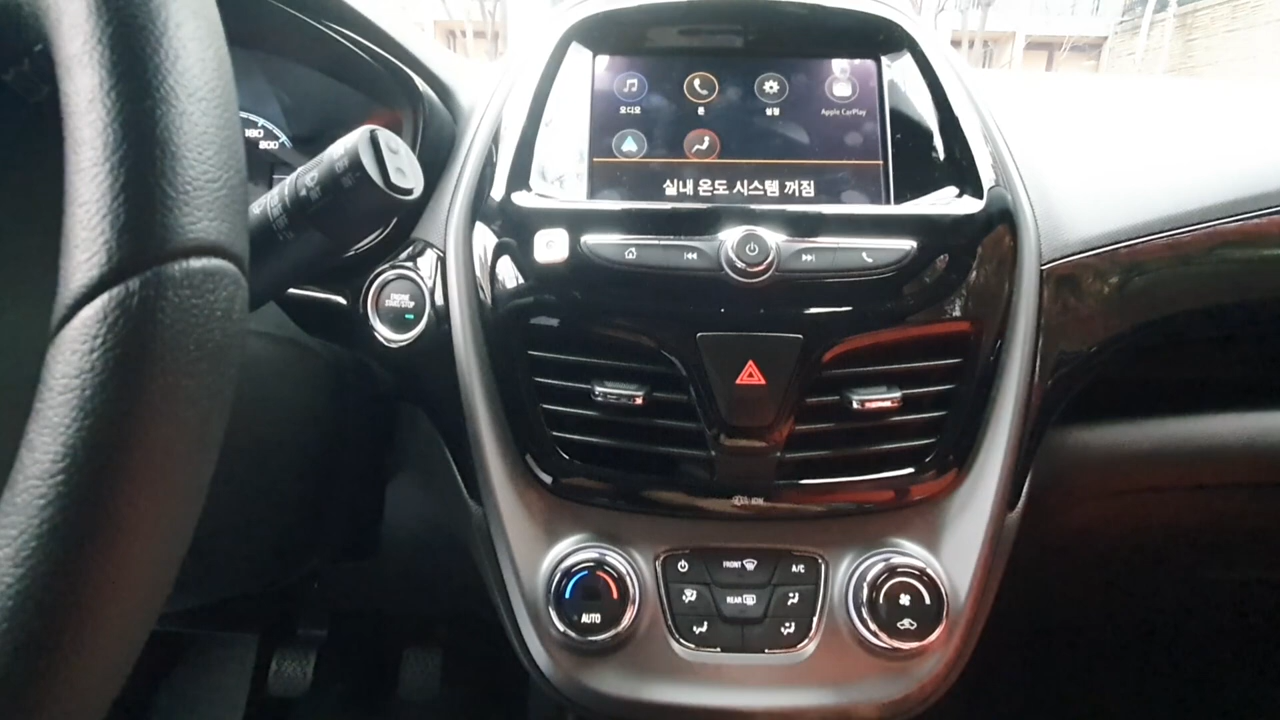 180
200
오디오
폰
설정
Apple CarPlay
실내 온도 시스템 꺼짐
ENGINE
START/STOP
ION
FRONT
A/C
REAR
AUTO